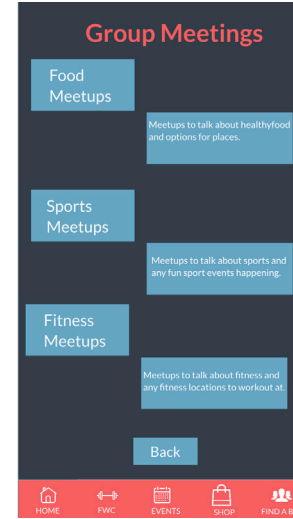 Group Meetings
Food
Meetups
Meetups to talk about healthyfood
and options for places.
Sports
Meetups
Meetups to talk about sports and
any fun sport events happening.
Fitness
Meetups
Meetups to talk about fitness and
any fitness locations to workout at.
Back
HOME FWC EVENTS SHOP FIND A B